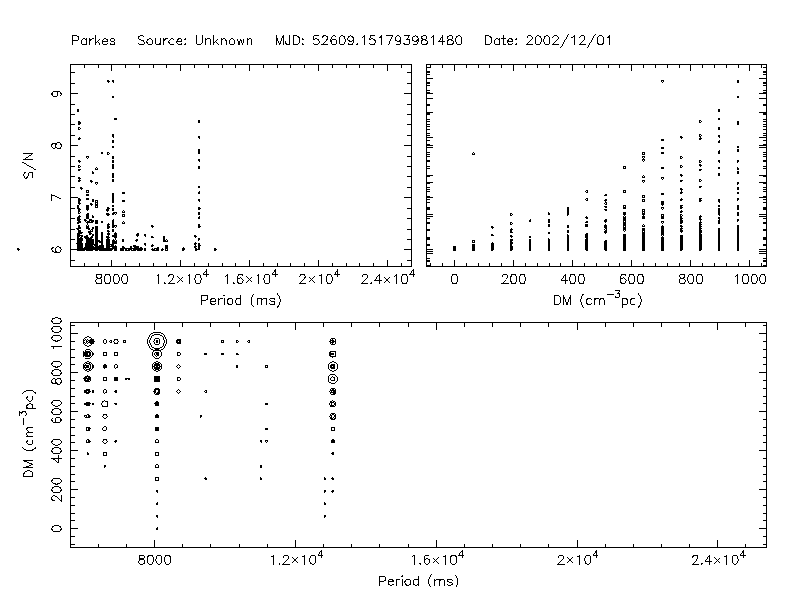 Parkes Source: Unknown MJD: 52609.151793981480 Date: 2002/12/01
S/N
9
8
7
6
8000 1.2×10⁴ 1.6×10⁴ 2×10⁴ 2.4×10⁴
Period (ms)
0 200 400 600 800 1000
DM (cm⁻³pc)
DM (cm⁻³pc)
1000
800
600
400
200
0
8000 1.2×10⁴ 1.6×10⁴ 2×10⁴ 2.4×10⁴
Period (ms)